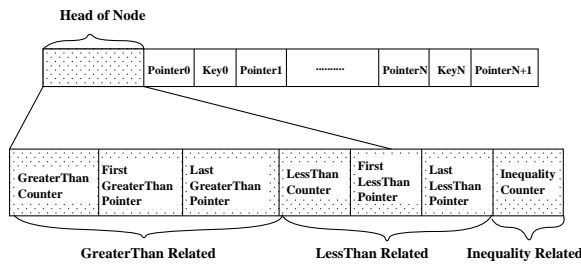 Head of Node
Pointer0 Key0 Pointer1 .......... PointerN KeyN PointerN+1
GreaterThan Counter
First GreaterThan Pointer
Last GreaterThan Pointer
LessThan Counter
First LessThan Pointer
Last LessThan Pointer
Inequality Counter
GreaterThan Related LessThan Related Inequality Related